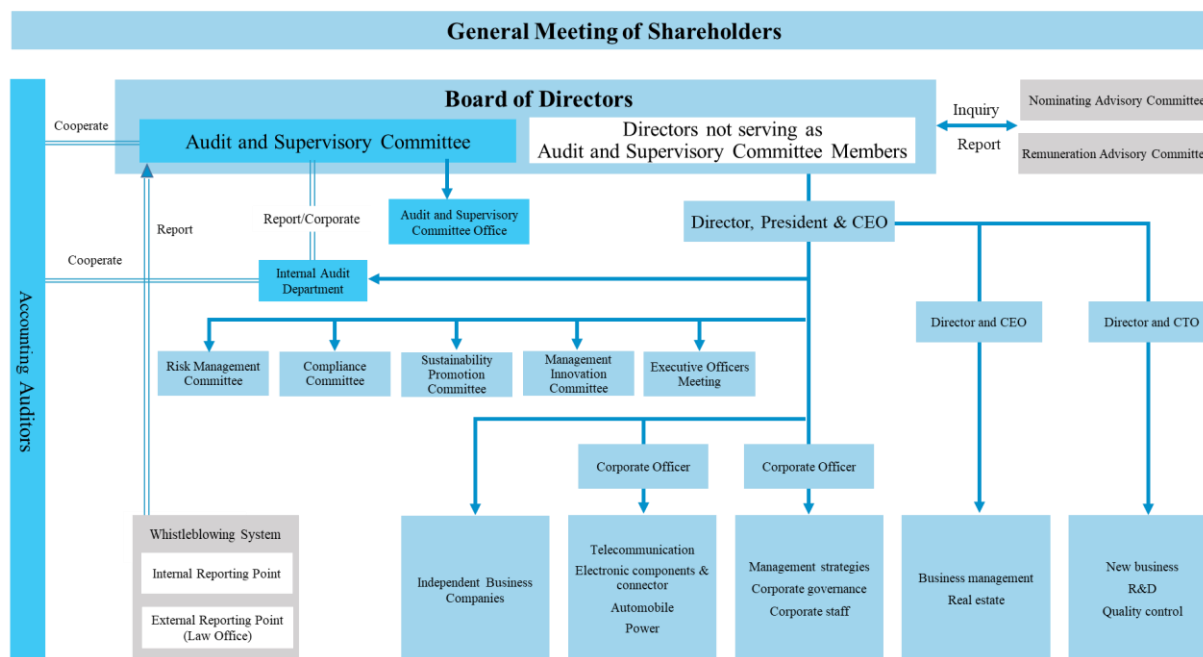 General Meeting of Shareholders
Board of Directors
Audit and Supervisory Committee
Directors not serving as
Audit and Supervisory Committee Members
Inquiry
Report
Nominating Advisory Committee
Remuneration Advisory Committee
Cooperate
Report
Report/Corporate
Audit and Supervisory
Committee Office
Director, President & CEO
Cooperate
Internal Audit
Department
Accounting Auditors
Director and CEO
Director and CTO
Risk Management
Committee
Compliance
Committee
Sustainability
Promotion
Committee
Management
Innovation
Committee
Executive Officers
Meeting
Corporate Officer
Corporate Officer
Whistleblowing System
Internal Reporting Point
External Reporting Point
(Law Office)
Independent Business
Companies
Telecommunication
Electronic components &
connector
Automobile
Power
Management strategies
Corporate governance
Corporate staff
Business management
Real estate
New business
R&D
Quality control